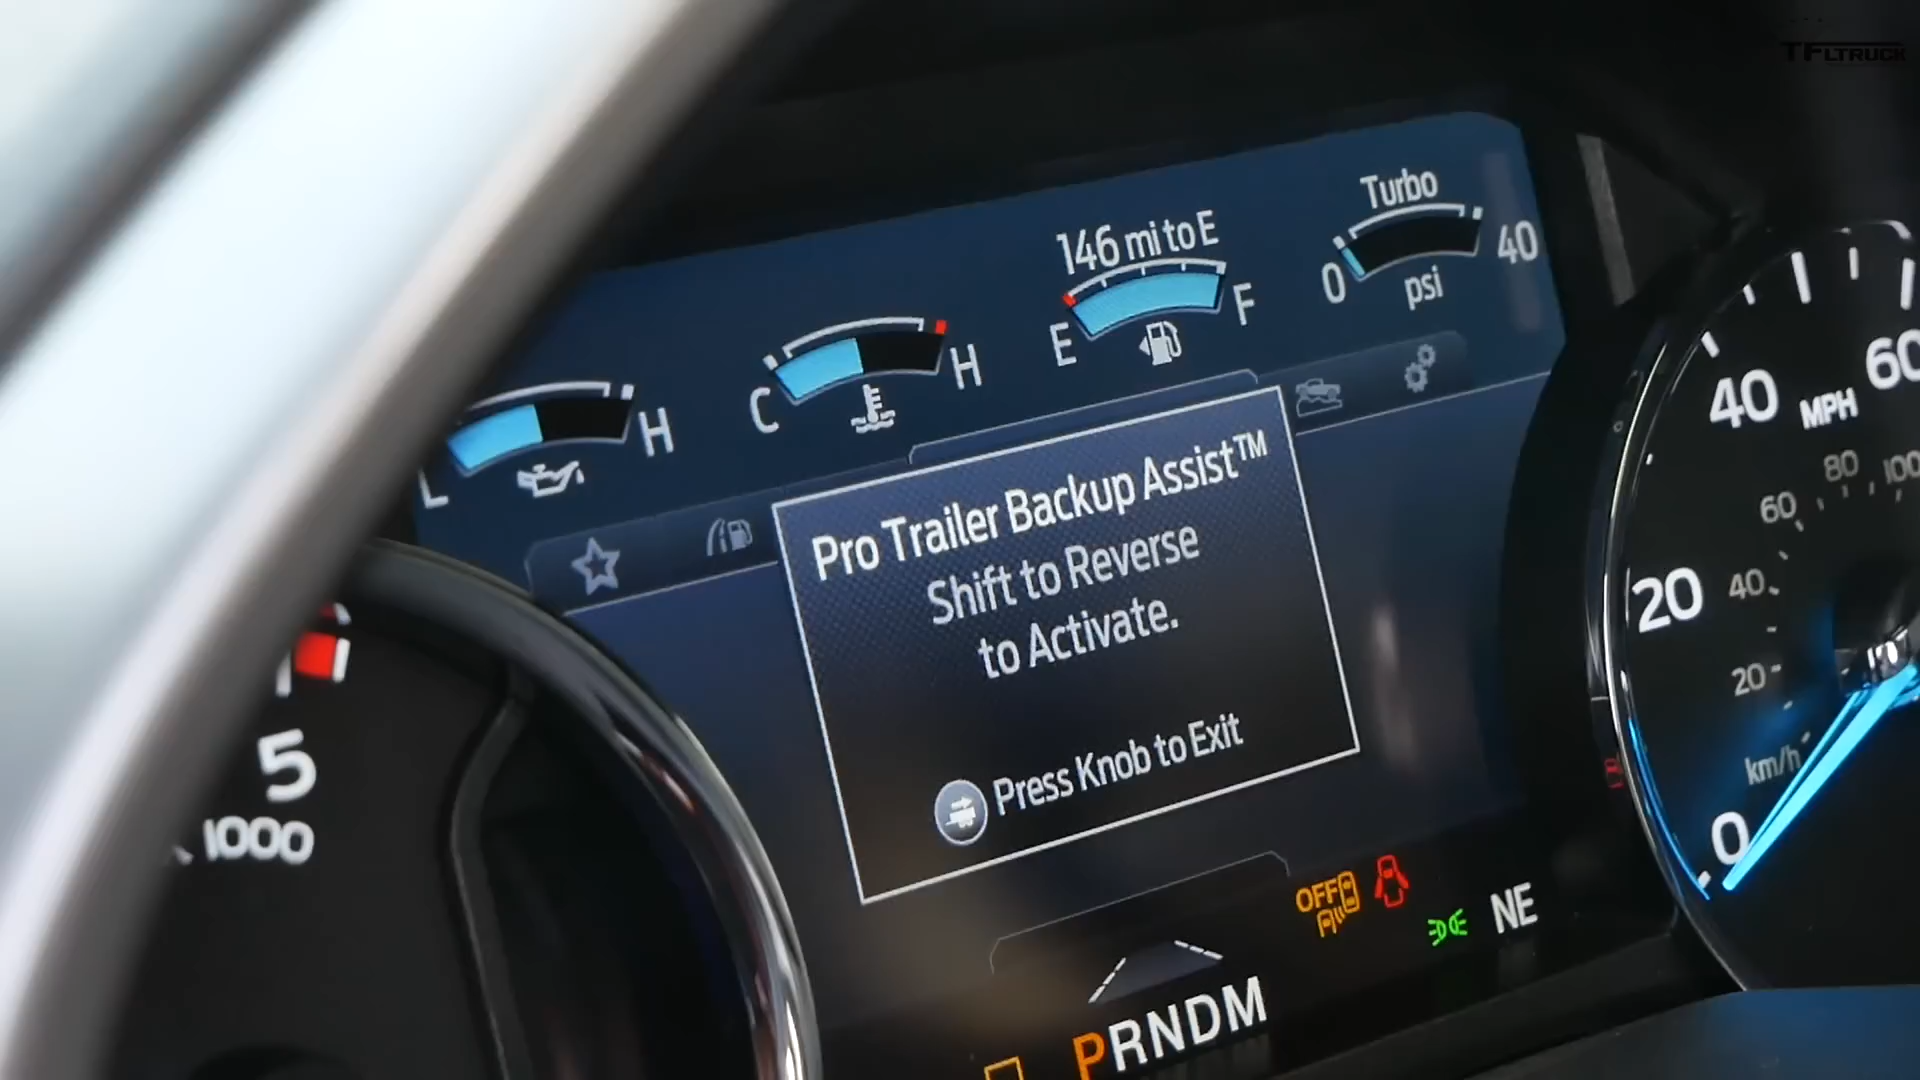 TFLTRUCK
Turbo
0 40
psi
146 mi to E
E F
C H
L H
Pro Trailer Backup Assist™
Shift to Reverse
to Activate.
Press Knob to Exit
OFF
NE
PRNDM
5
1000
60
40
MPH
20
0
100
80
60
40
20
km/h